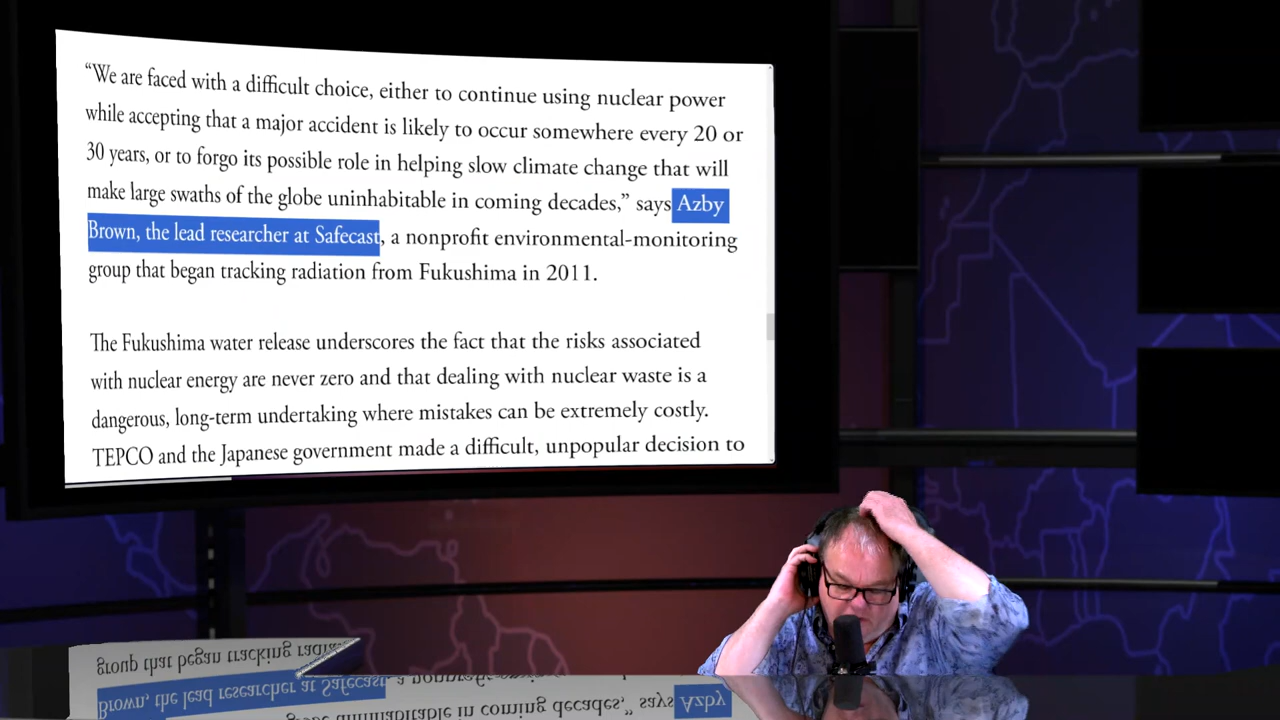 “We are faced with a difficult choice, either to continue using nuclear power
while accepting that a major accident is likely to occur somewhere every 20 or
30 years, or to forgo its possible role in helping slow climate change that will
make large swaths of the globe uninhabitable in coming decades,” says Azby
Brown, the lead researcher at Safecast, a nonprofit environmental-monitoring
group that began tracking radiation from Fukushima in 2011.
The Fukushima water release underscores the fact that the risks associated
with nuclear energy are never zero and that dealing with nuclear waste is a
dangerous, long-term undertaking where mistakes can be extremely costly.
TEPCO and the Japanese government made a difficult, unpopular decision to